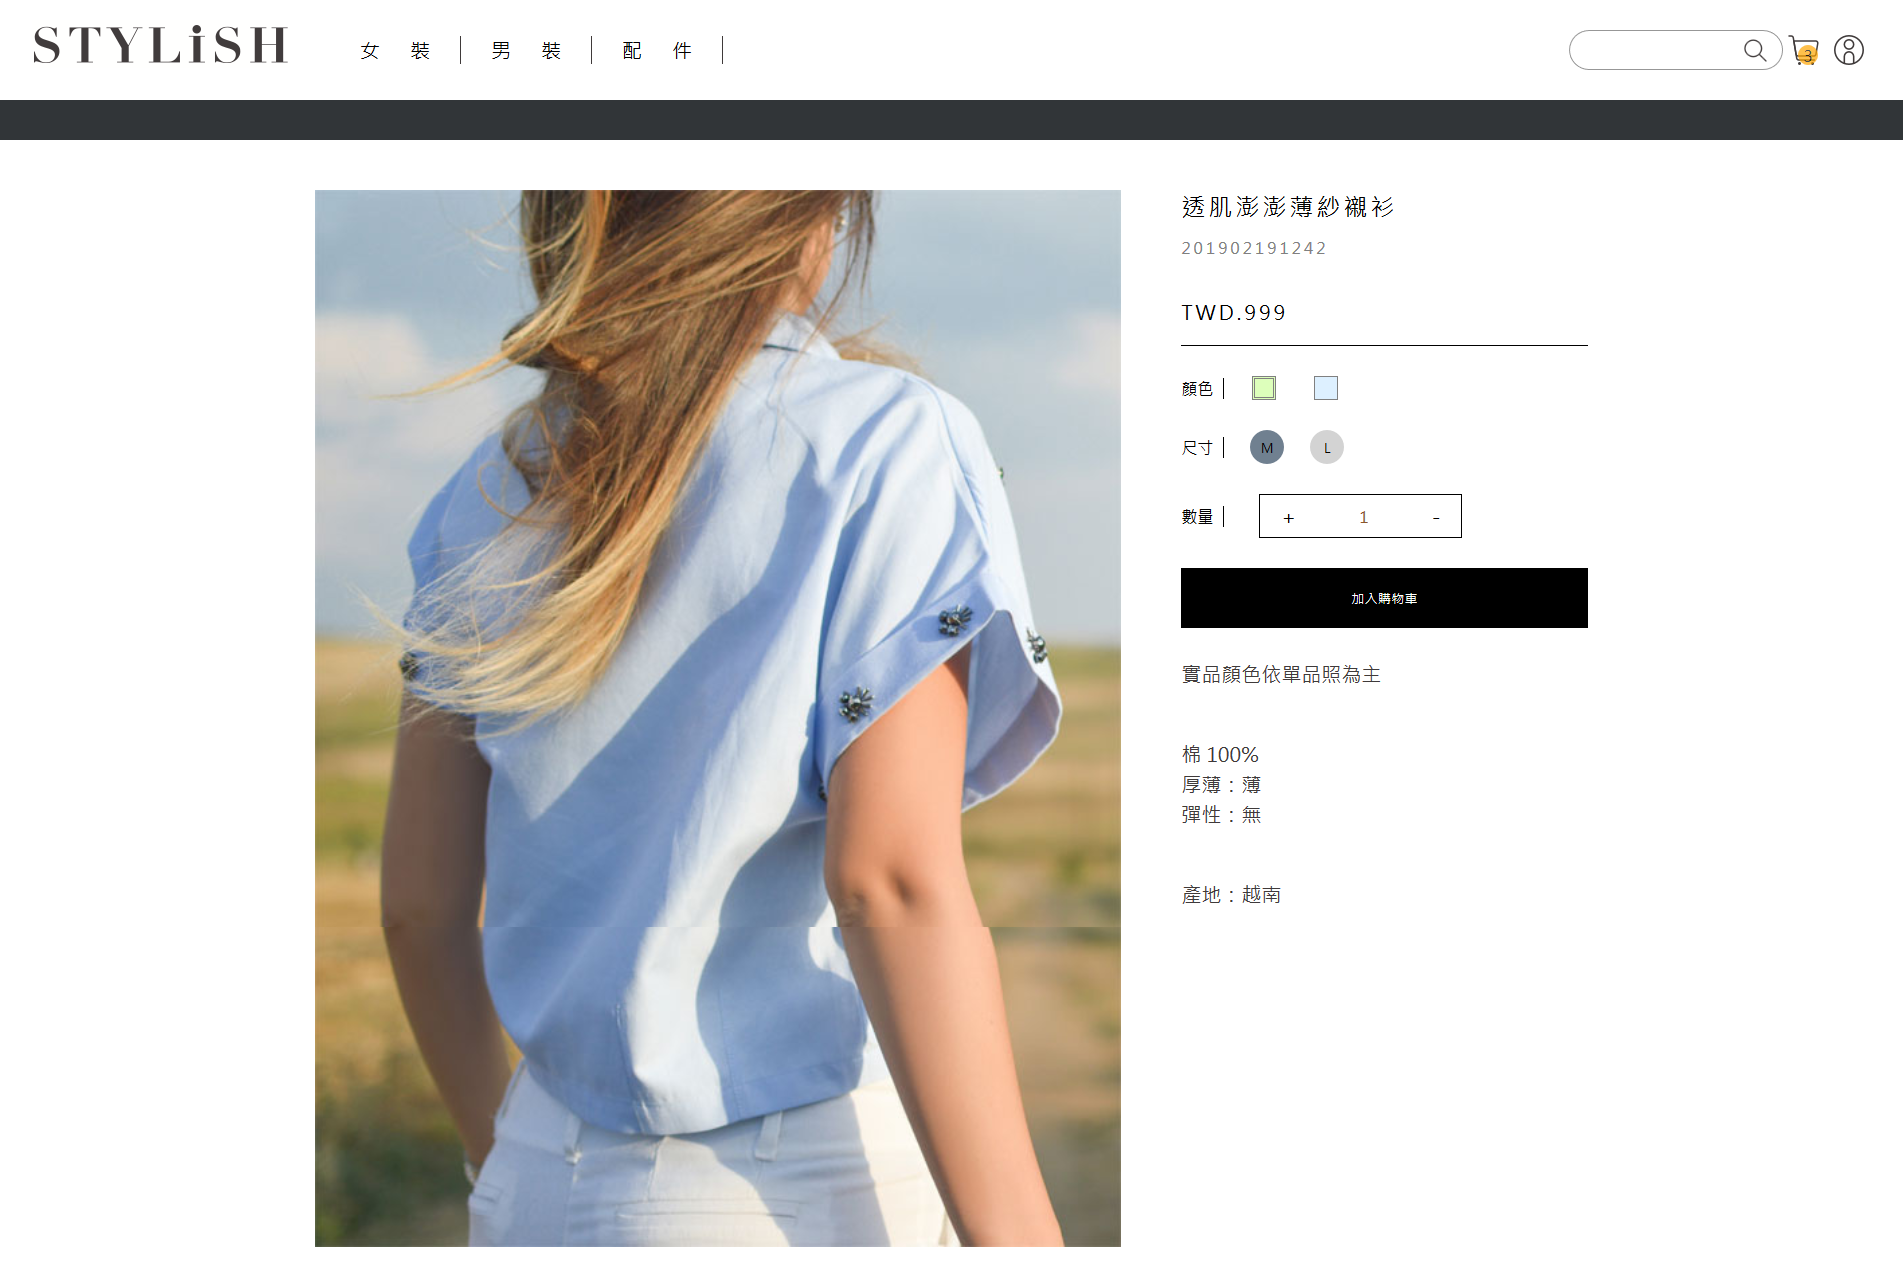 STYLiSH
女裝 男裝 配件
3
透肌澎澎薄紗襯衫
201902191242
TWD.999
顏色
尺寸 M L
數量 + 1 -
加入購物車
實品顏色依單品照為主
棉 100%
厚薄：薄
彈性：無
產地：越南